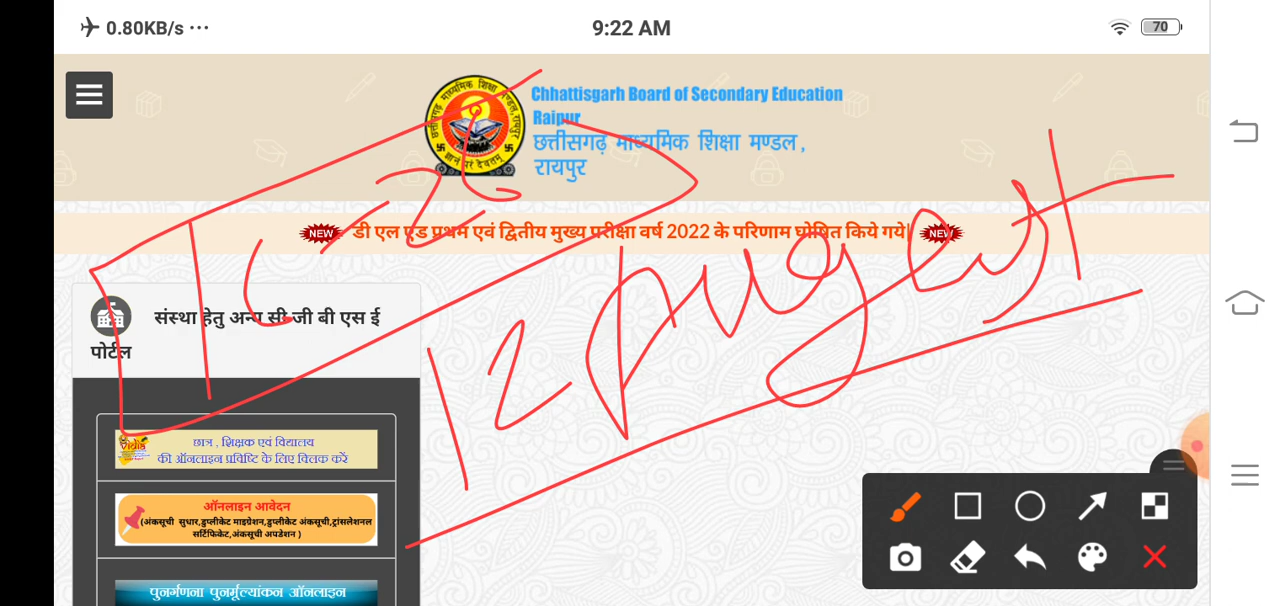 0.80KB/s ...
9:22 AM
70
Chhattisgarh Board of Secondary Education
Raipur
छत्तीसगढ़ माध्यमिक शिक्षा मण्डल,
रायपुर
NEW डी एल एड प्रथम एवं द्वितीय मुख्य परीक्षा वर्ष 2022 के परिणाम घोषित किये गये| NEW
संस्था हेतु अन्य सी जी बी एस ई
पोर्टल
12 August
छात्र , शिक्षक एवं विद्यालय
की ऑनलाइन प्रविष्टि के लिए क्लिक करें
ऑनलाइन आवेदन
(अंकसूची सुधार,डुप्लीकेट माइग्रेशन,डुप्लीकेट अंकसूची,ट्रांसलेशनल
सर्टिफिकेट,अंकसूची अपडेशन )
पुनर्गणना पुनर्मूल्यांकन ऑनलाइन